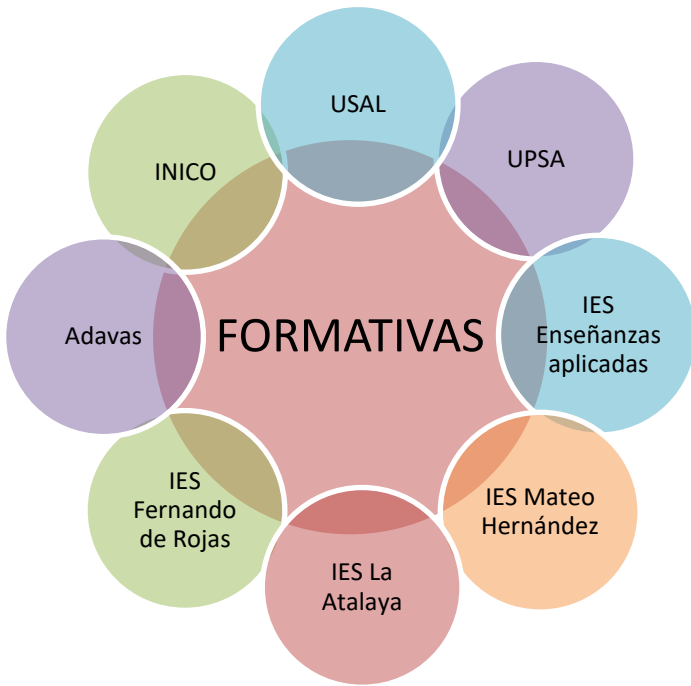 USAL
UPSA
IES
Enseñanzas
aplicadas
IES Mateo
Hernández
IES La
Atalaya
IES
Fernando
de Rojas
Adavas
INICO
FORMATIVAS